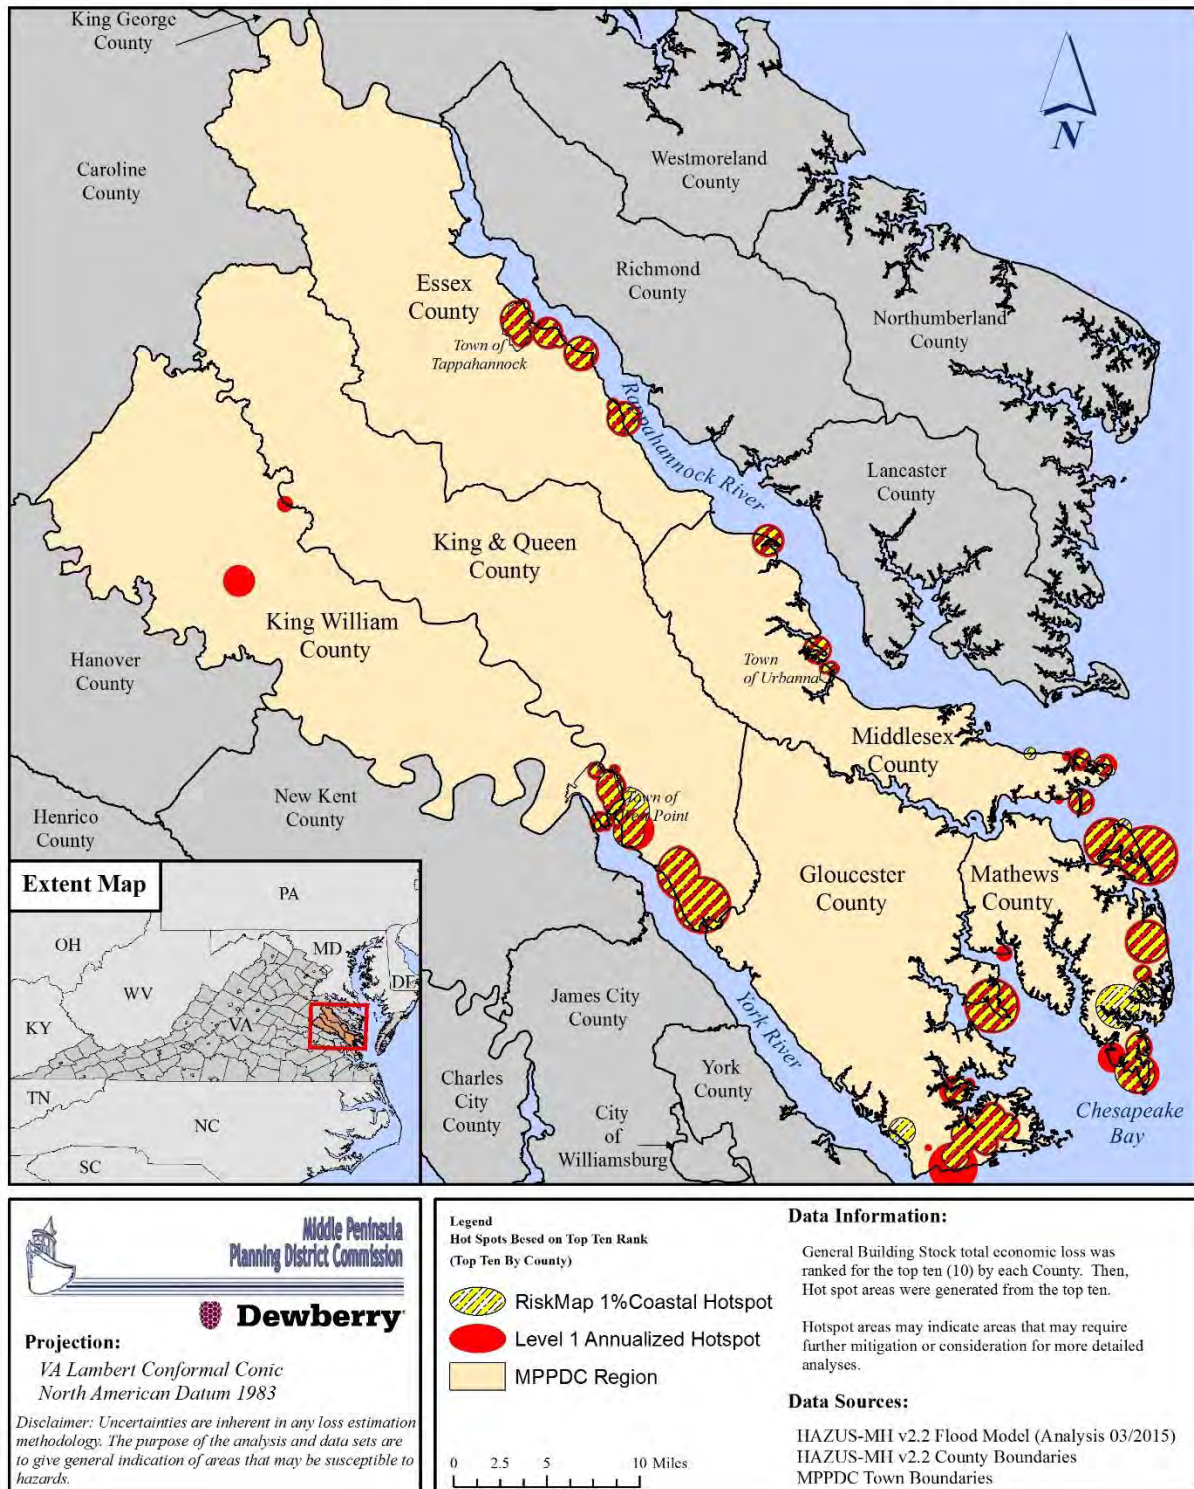 King George
County
Caroline
County
Westmoreland
County
N
Richmond
County
Essex
County
Northumberland
County
Town of
Tappahannock
Rappahannock River
Lancaster
County
King & Queen
County
King William
County
Hanover
County
Town
of Urbanna
Middlesex
County
New Kent
County
Town of
Point
Henrico
County
Gloucester
County
Mathews
County
Extent Map
PA
OH
MD
DE
WV
KY
VA
TN
NC
SC
James City
County
York River
York
County
Charles
City
County
City
of
Williamsburg
Chesapeake
Bay
Middle Peninsula
Planning District Commission
Dewberry
Projection:
VA Lambert Conformal Conic
North American Datum 1983
Disclaimer: Uncertainties are inherent in any loss estimation
methodology. The purpose of the analysis and data sets are
to give general indication of areas that may be susceptible to
hazards.
Legend
Hot Spots Besed on Top Ten Rank
(Top Ten By County)
RiskMap 1%Coastal Hotspot
Level 1 Annualized Hotspot
MPPDC Region
0 2.5 5 10 Miles
Data Information:
General Building Stock total economic loss was
ranked for the top ten (10) by each County. Then,
Hot spot areas were generated from the top ten.
Hotspot areas may indicate areas that may require
further mitigation or consideration for more detailed
analyses.
Data Sources:
HAZUS-MH v2.2 Flood Model (Analysis 03/2015)
HAZUS-MH v2.2 County Boundaries
MPPDC Town Boundaries